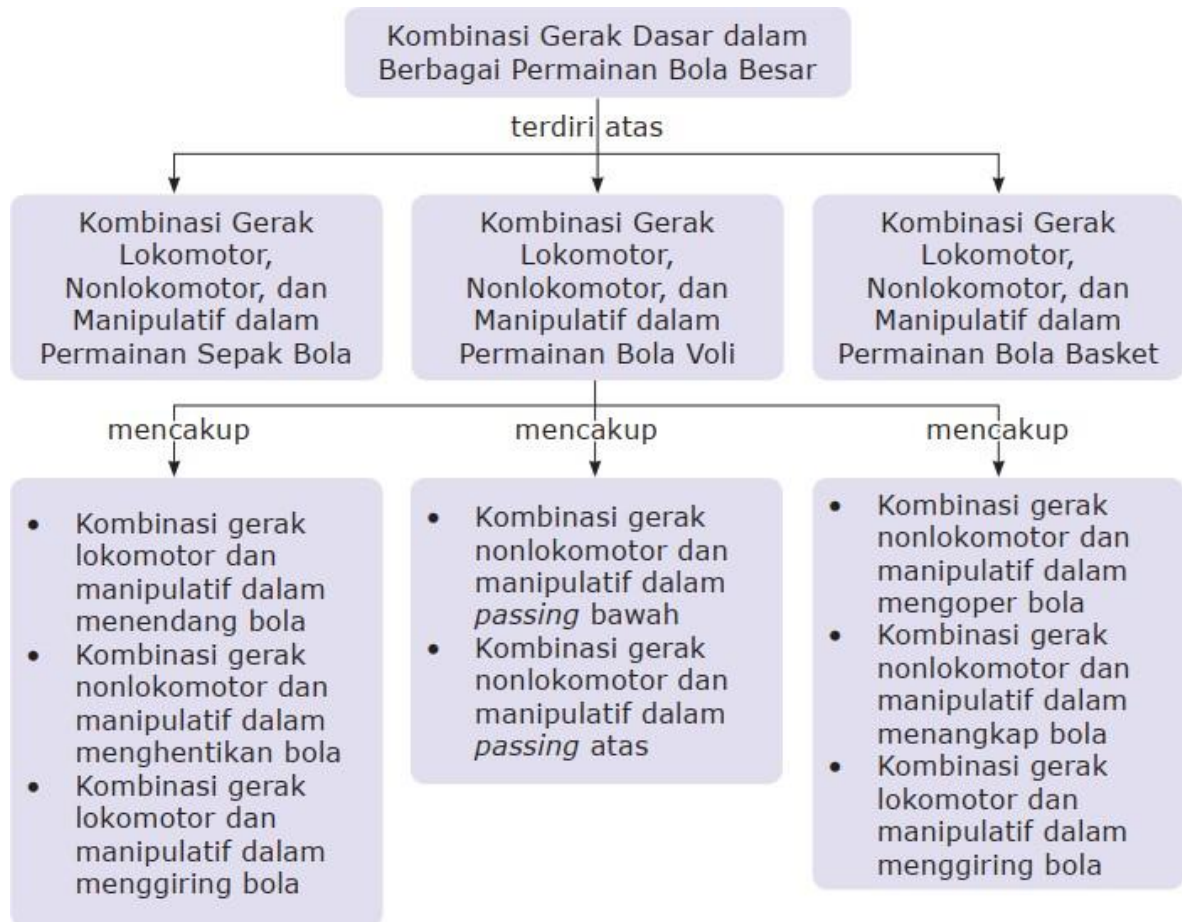 Kombinasi Gerak Dasar dalam
Berbagai Permainan Bola Besar
terdiri atas
Kombinasi Gerak
Lokomotor,
Nonlokomotor, dan
Manipulatif dalam
Permainan Sepak Bola
Kombinasi Gerak
Lokomotor,
Nonlokomotor, dan
Manipulatif dalam
Permainan Bola Voli
Kombinasi Gerak
Lokomotor,
Nonlokomotor, dan
Manipulatif dalam
Permainan Bola Basket
mencakup
mencakup
mencakup
• Kombinasi gerak
lokomotor dan
manipulatif dalam
menendang bola
• Kombinasi gerak
nonlokomotor dan
manipulatif dalam
menghentikan bola
• Kombinasi gerak
lokomotor dan
manipulatif dalam
menggiring bola
• Kombinasi gerak
nonlokomotor dan
manipulatif dalam
passing bawah
• Kombinasi gerak
nonlokomotor dan
manipulatif dalam
passing atas
• Kombinasi gerak
nonlokomotor dan
manipulatif dalam
mengoper bola
• Kombinasi gerak
nonlokomotor dan
manipulatif dalam
menangkap bola
• Kombinasi gerak
lokomotor dan
manipulatif dalam
menggiring bola